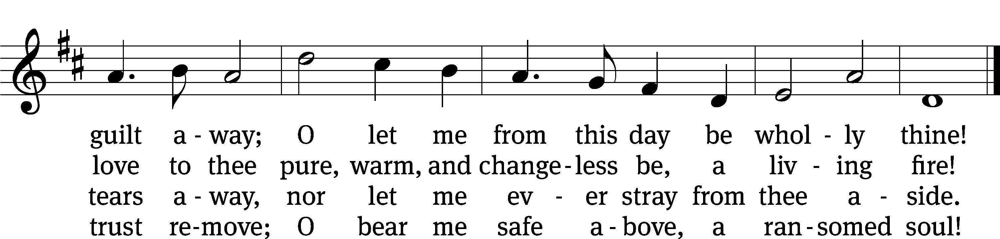 guilt a - way; O let me from this day be whol - ly thine!
love to thee pure, warm, and change - less be, a liv - ing fire!
tears a - way, nor let me ev - er stray from thee a - side.
trust re - move; O bear me safe a - bove, a ran - somed soul!